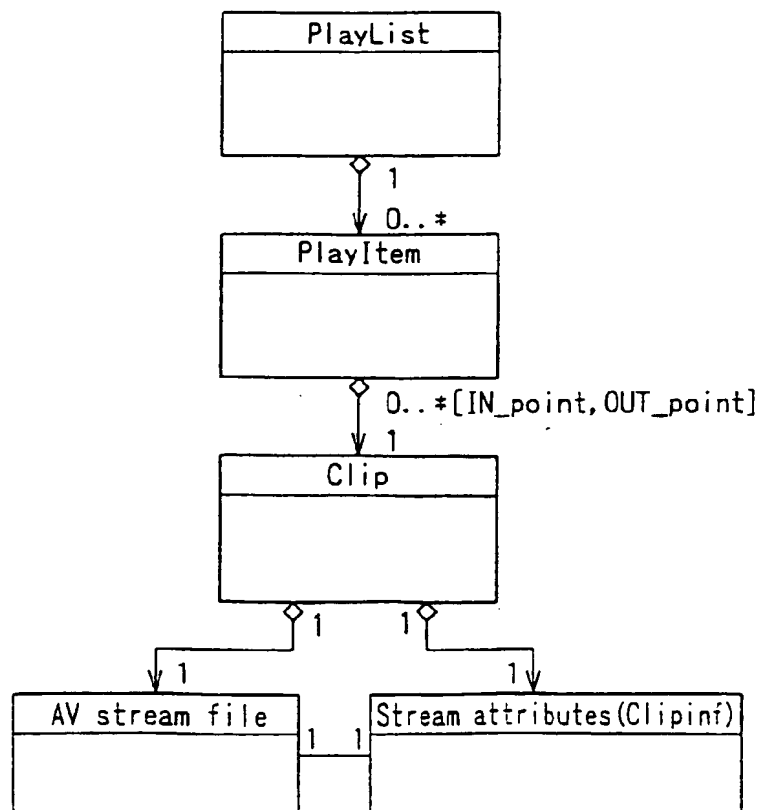 PlayList
1
0..*
PlayItem
0..*[IN_point,OUT_point]
1
Clip
1 1
1 1
AV stream file
Stream attributes(Clipinf)
1 1